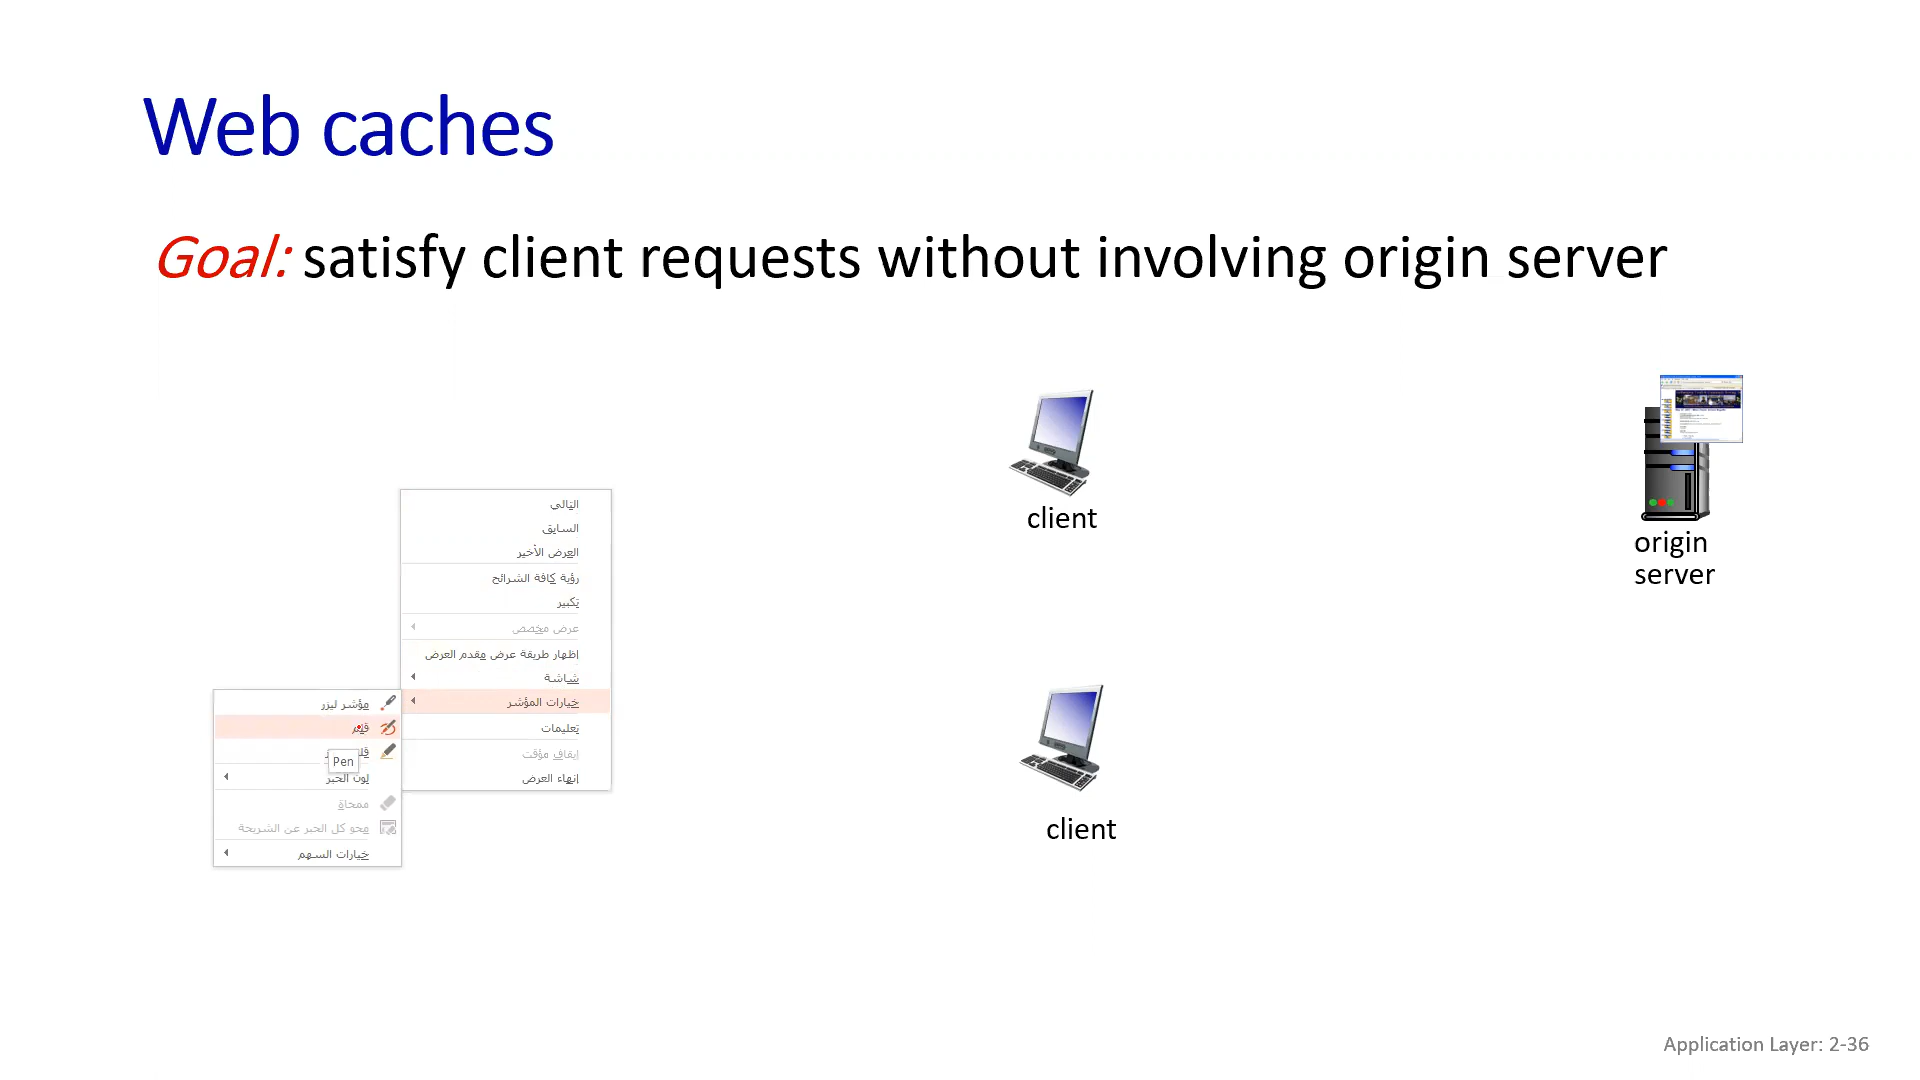 Web caches
Goal: satisfy client requests without involving origin server
client
origin
server
client
التالي
السابق
العرض الأخير
رؤية كافة الشرائح
تكبير
عرض مخصص
إظهار طريقة عرض مقدم العرض
شاشة
خيارات المؤشر
تعليمات
إيقاف مؤقت
إنهاء العرض
مؤشر ليزر
قلم
Pen
لون الحبر
ممحاة
محو كل الحبر عن الشريحة
خيارات السهم
Application Layer: 2-36